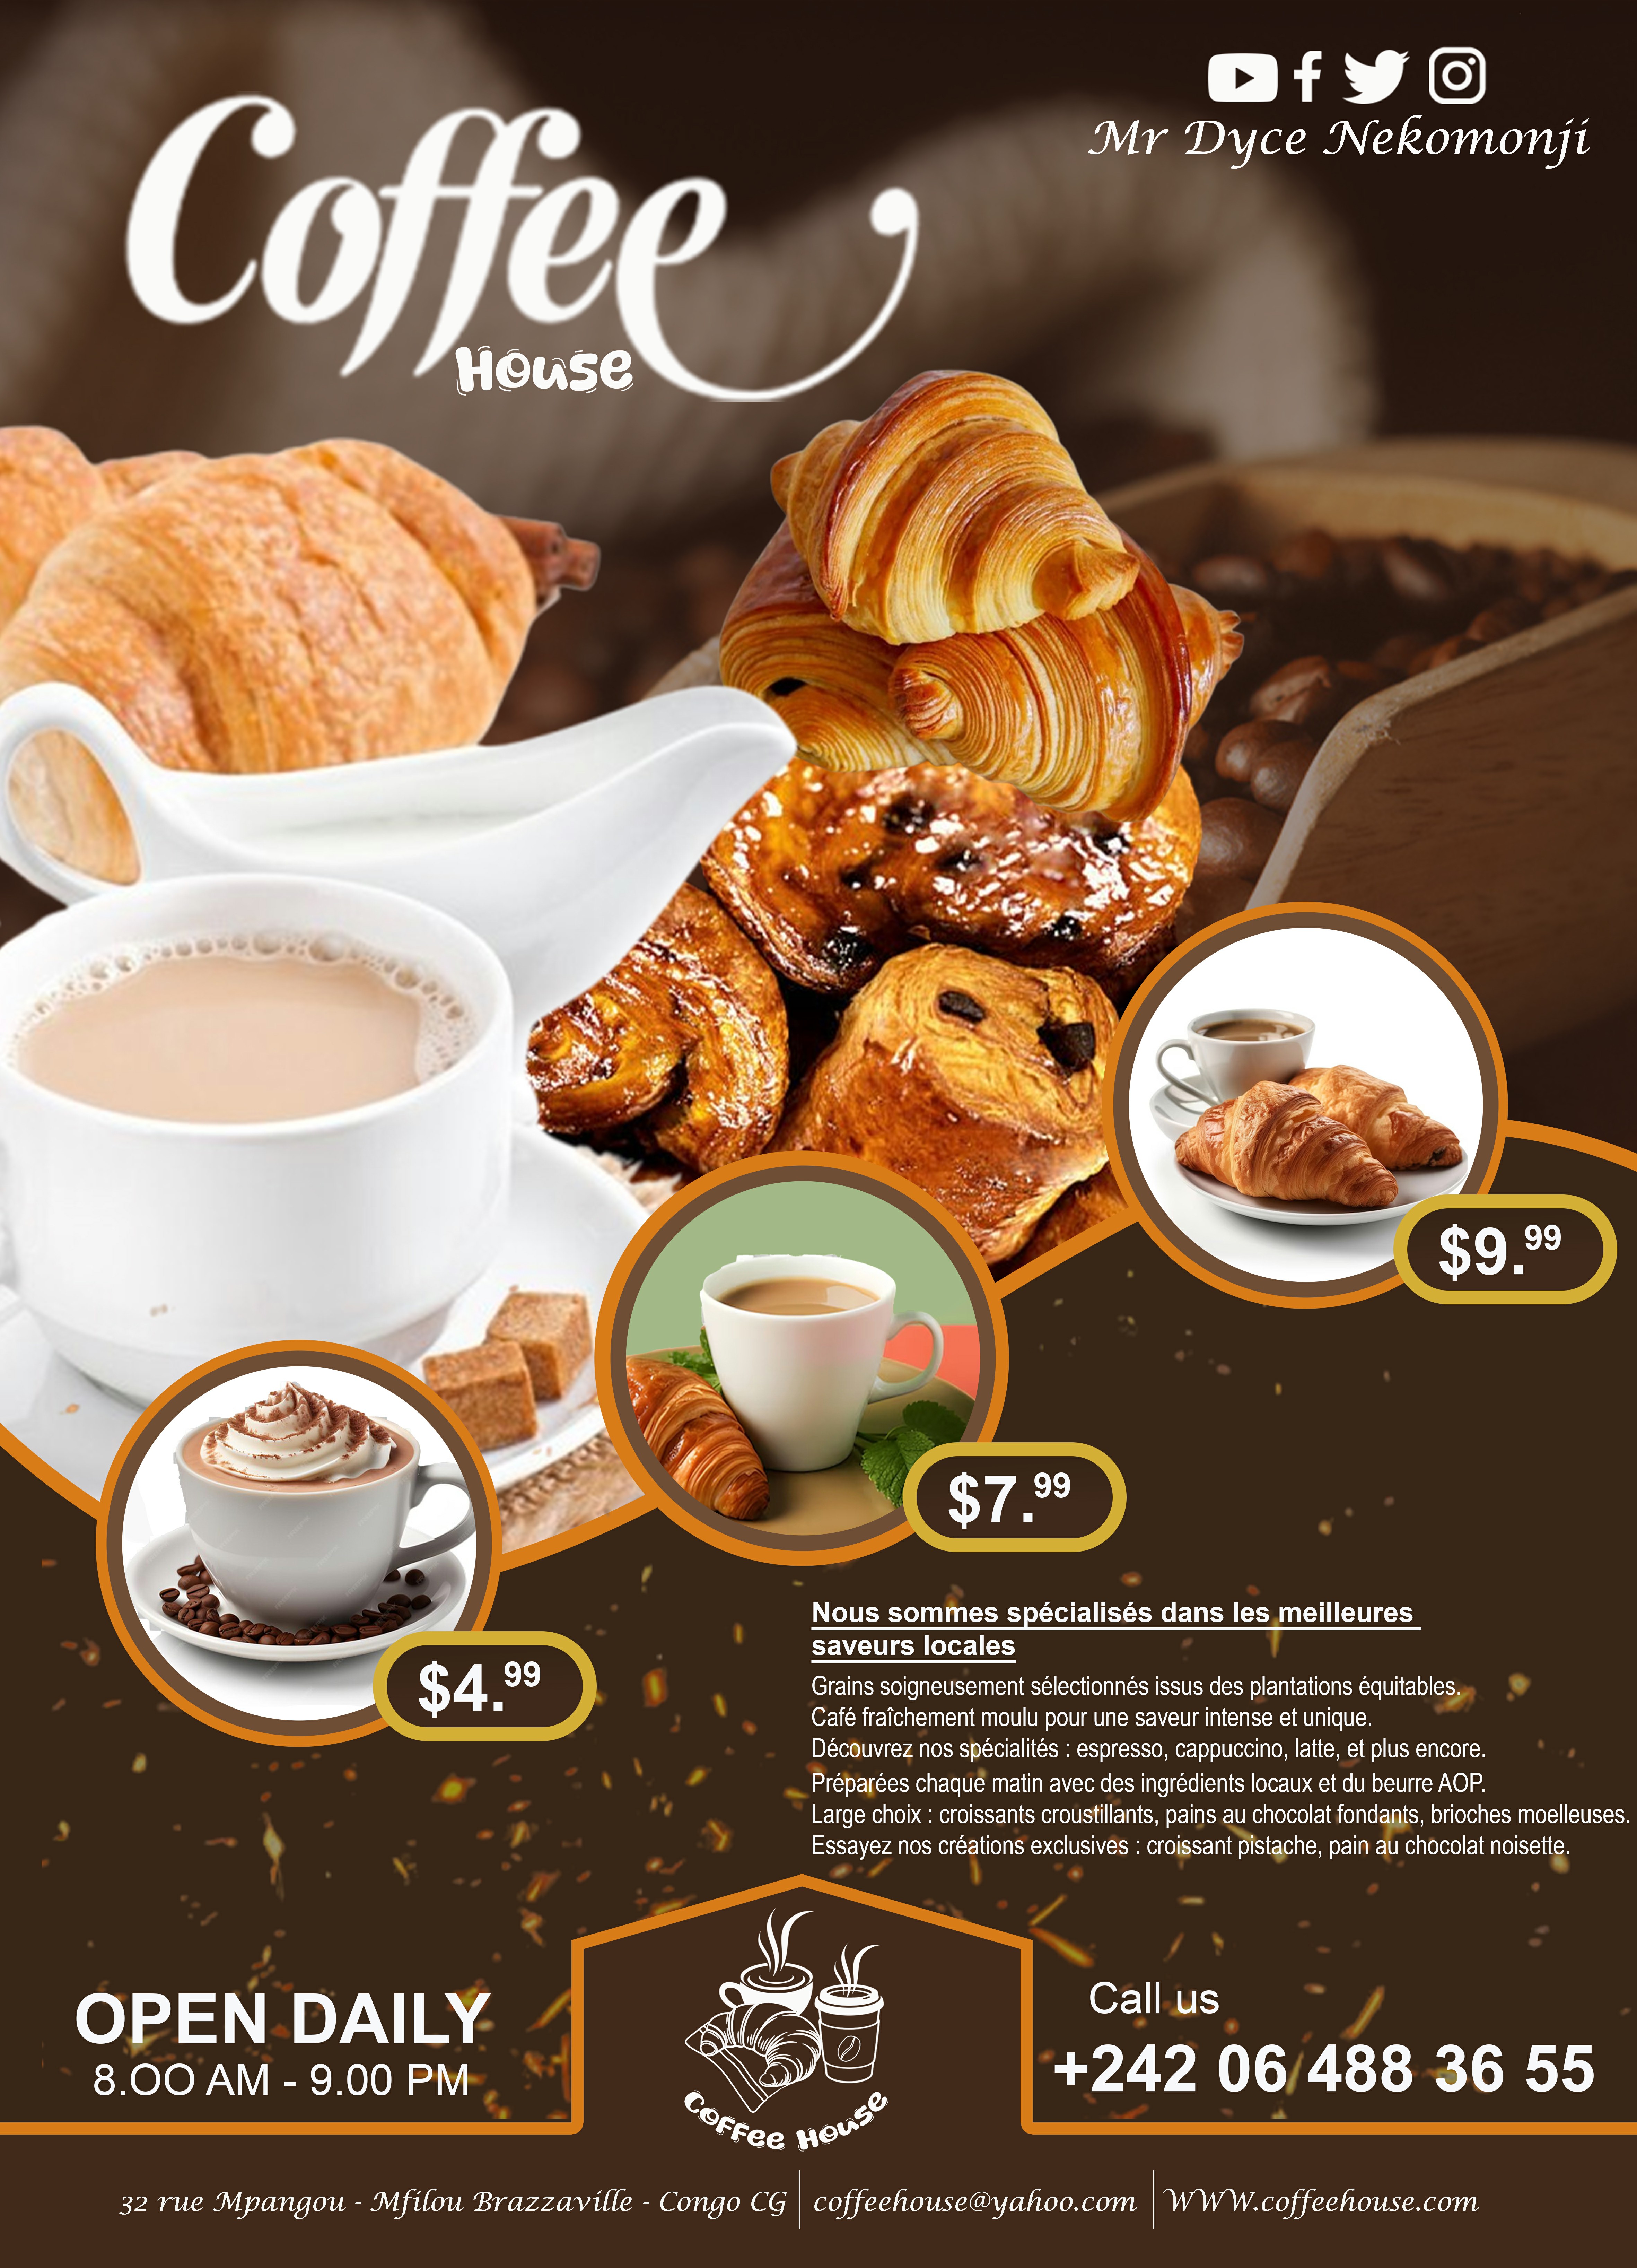 Mr Dyce Nekomonji
Coffee
House
$9.99
$7.99
$4.99
Nous sommes spécialisés dans les meilleures
saveurs locales
Grains soigneusement sélectionnés issus des plantations équitables.
Café fraîchement moulu pour une saveur intense et unique.
Découvrez nos spécialités : espresso, cappuccino, latte, et plus encore.
Préparées chaque matin avec des ingrédients locaux et du beurre AOP.
Large choix : croissants croustillants, pains au chocolat fondants, brioches moelleuses.
Essayez nos créations exclusives : croissant pistache, pain au chocolat noisette.
OPEN DAILY
8.OO AM - 9.00 PM
COFFee House
Call us
+242 06 488 36 55
32 rue Mpangou - Mfilou Brazzaville - Congo CG
coffeehouse@yahoo.com
WWW.coffeehouse.com